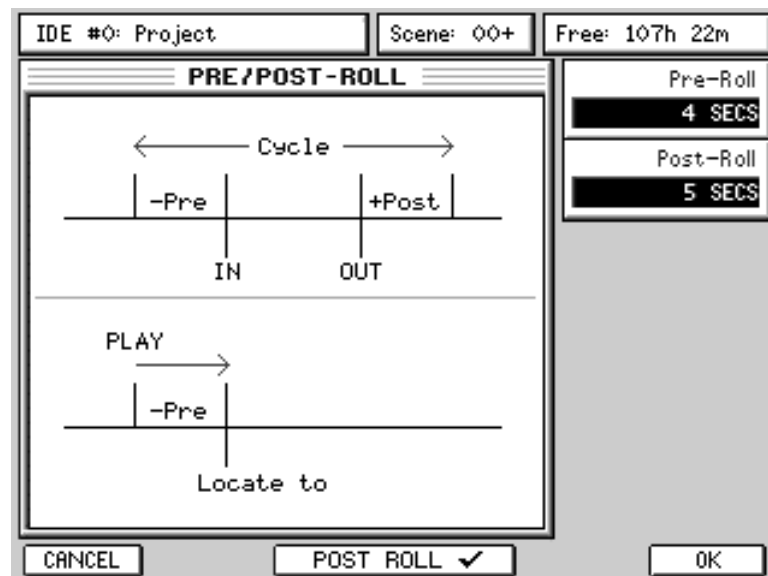 IDE #0: Project
Scene: 00+
Free: 107h 22m
PRE/POST-ROLL
Pre-Roll
4 SECS
Post-Roll
5 SECS
Cycle
-Pre
+Post
IN
OUT
PLAY
-Pre
Locate to
CANCEL
POST ROLL ✓
OK